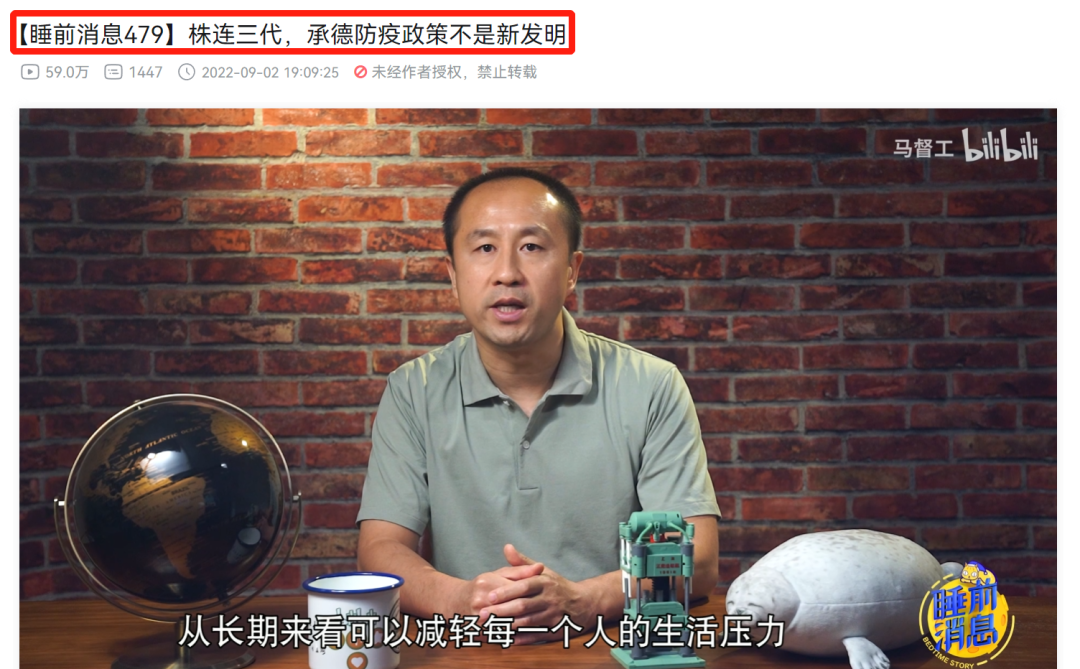 【睡前消息479】株连三代，承德防疫政策不是新发明
59.0万 1447 2022-09-02 19:09:25 未经作者授权，禁止转载
马督工 bilibili
从长期来看可以减轻每一个人的生活压力
睡前
消息
BEDTIME STORY